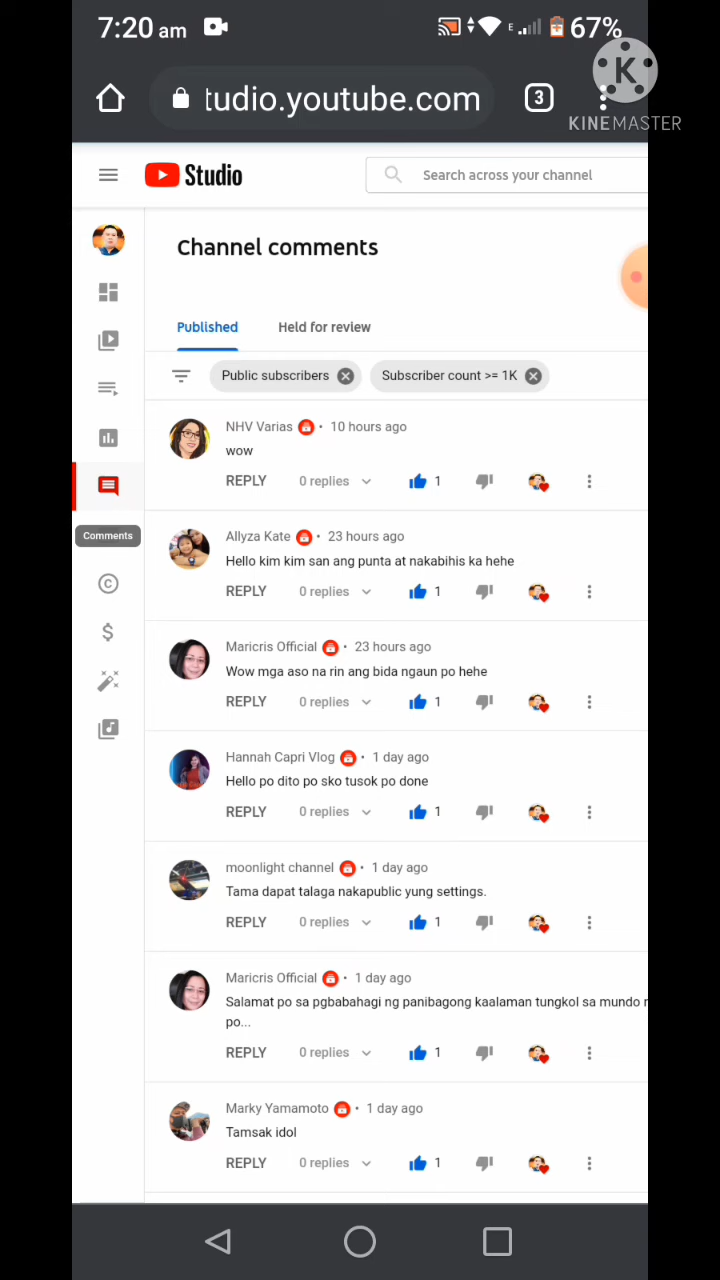 7:20 am
E
67%
tudio.youtube.com
3
K
KINEMASTER
Studio
Search across your channel
Channel comments
Published
Held for review
Public subscribers
Subscriber count >= 1K
NHV Varias • 10 hours ago
wow
REPLY 0 replies 1
Allyza Kate • 23 hours ago
Hello kim kim san ang punta at nakabihis ka hehe
REPLY 0 replies 1
Comments
Maricris Official • 23 hours ago
Wow mga aso na rin ang bida ngaun po hehe
REPLY 0 replies 1
Hannah Capri Vlog • 1 day ago
Hello po dito po sko tusok po done
REPLY 0 replies 1
moonlight channel • 1 day ago
Tama dapat talaga nakapublic yung settings.
REPLY 0 replies 1
Maricris Official • 1 day ago
Salamat po sa pgbabahagi ng panibagong kaalaman tungkol sa mundo
po...
REPLY 0 replies 1
Marky Yamamoto • 1 day ago
Tamsak idol
REPLY 0 replies 1